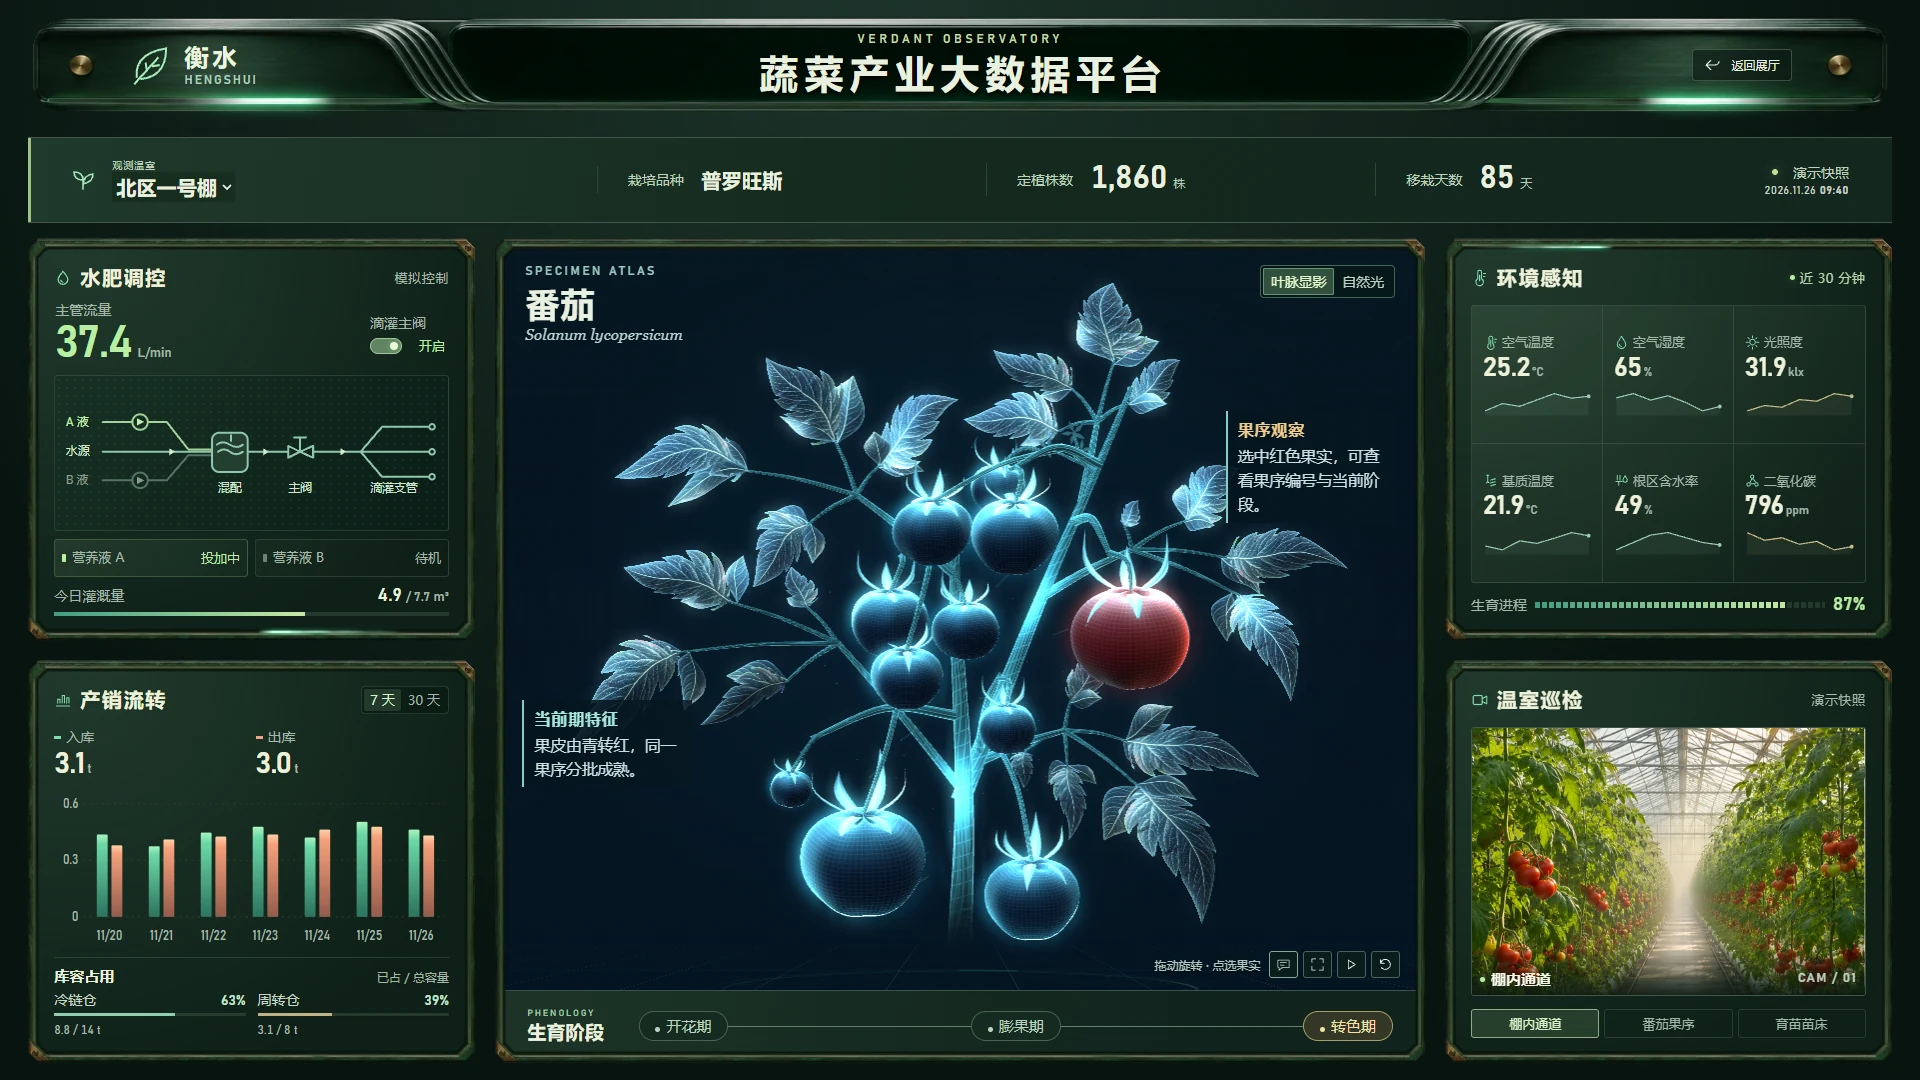 VERDANT OBSERVATORY
蔬菜产业大数据平台
衡水
HENGSHUI
返回展厅
观测温室
北区一号棚
栽培品种 普罗旺斯
定植株数 1,860 株
移栽天数 85 天
演示快照
2026.11.26 09:40
水肥调控
模拟控制
主管流量
37.4 L/min
滴灌主阀
开启
A 液
水源
B 液
混配
主阀
滴灌支管
营养液 A 投加中
营养液 B 待机
今日灌溉量 4.9 / 7.7 m³
产销流转
7 天 30 天
入库
3.1 t
出库
3.0 t
0.6
0.3
0
11/20 11/21 11/22 11/23 11/24 11/25 11/26
库容占用 已占 / 总容量
冷链仓 63%
8.8 / 14 t
周转仓 39%
3.1 / 8 t
SPECIMEN ATLAS
番茄
Solanum lycopersicum
叶脉显影 自然光
果序观察
选中红色果实，可查
看果序编号与当前阶
段。
当前期特征
果皮由青转红，同一
果序分批成熟。
拖动旋转 · 点选果实
PHENOLOGY
生育阶段
开花期
膨果期
转色期
环境感知
近 30 分钟
空气温度
25.2 °C
空气湿度
65 %
光照度
31.9 klx
基质温度
21.9 °C
根区含水率
49 %
二氧化碳
796 ppm
生育进程 87%
温室巡检
演示快照
棚内通道
CAM / 01
棚内通道 番茄果序 育苗苗床